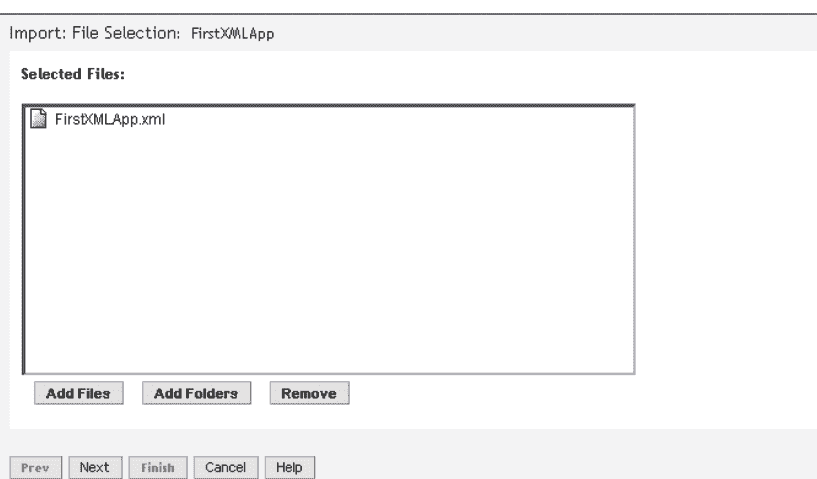 Import: File Selection: FirstXMLApp
Selected Files:
FirstXMLApp.xml
Add Files Add Folders Remove
Prev Next Finish Cancel Help